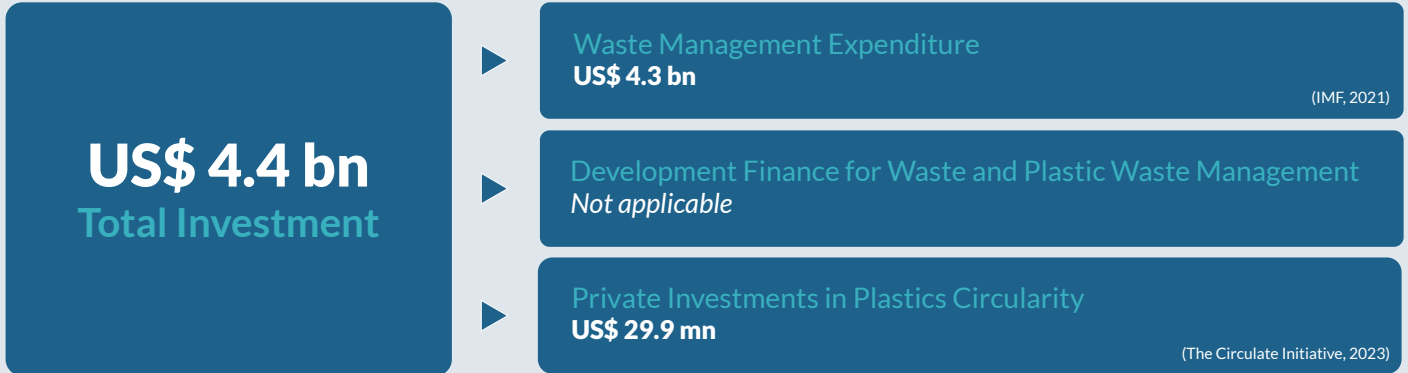 US$ 4.4 bn
Total Investment
Waste Management Expenditure
US$ 4.3 bn
(IMF, 2021)
Development Finance for Waste and Plastic Waste Management
Not applicable
Private Investments in Plastics Circularity
US$ 29.9 mn
(The Circulate Initiative, 2023)